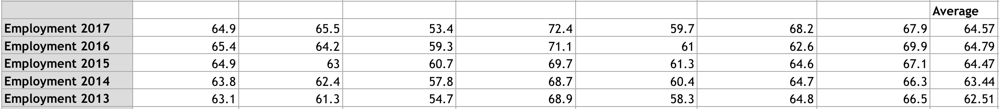 Average
Employment 2017 64.9 65.5 53.4 72.4 59.7 68.2 67.9 64.57
Employment 2016 65.4 64.2 59.3 71.1 61 62.6 69.9 64.79
Employment 2015 64.9 63 60.7 69.7 61.3 64.6 67.1 64.47
Employment 2014 63.8 62.4 57.8 68.7 60.4 64.7 66.3 63.44
Employment 2013 63.1 61.3 54.7 68.9 58.3 64.8 66.5 62.51